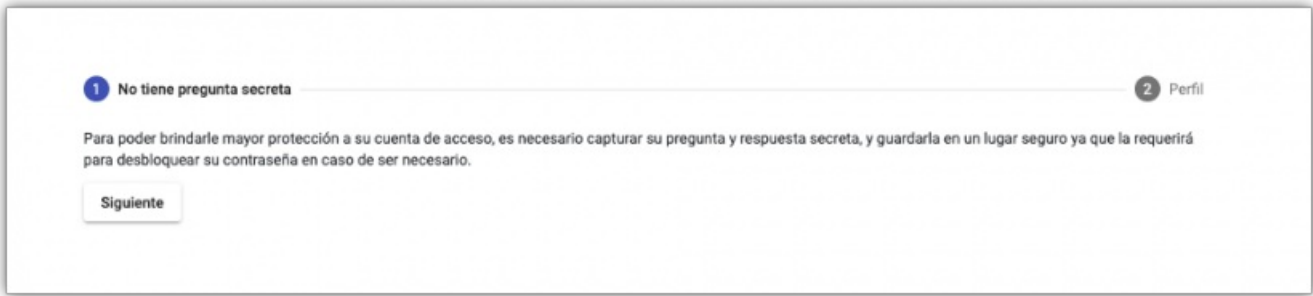 1 No tiene pregunta secreta
2 Perfil
Para poder brindarle mayor protección a su cuenta de acceso, es necesario capturar su pregunta y respuesta secreta, y guardarla en un lugar seguro ya que la requerirá
para desbloquear su contraseña en caso de ser necesario.
Siguiente